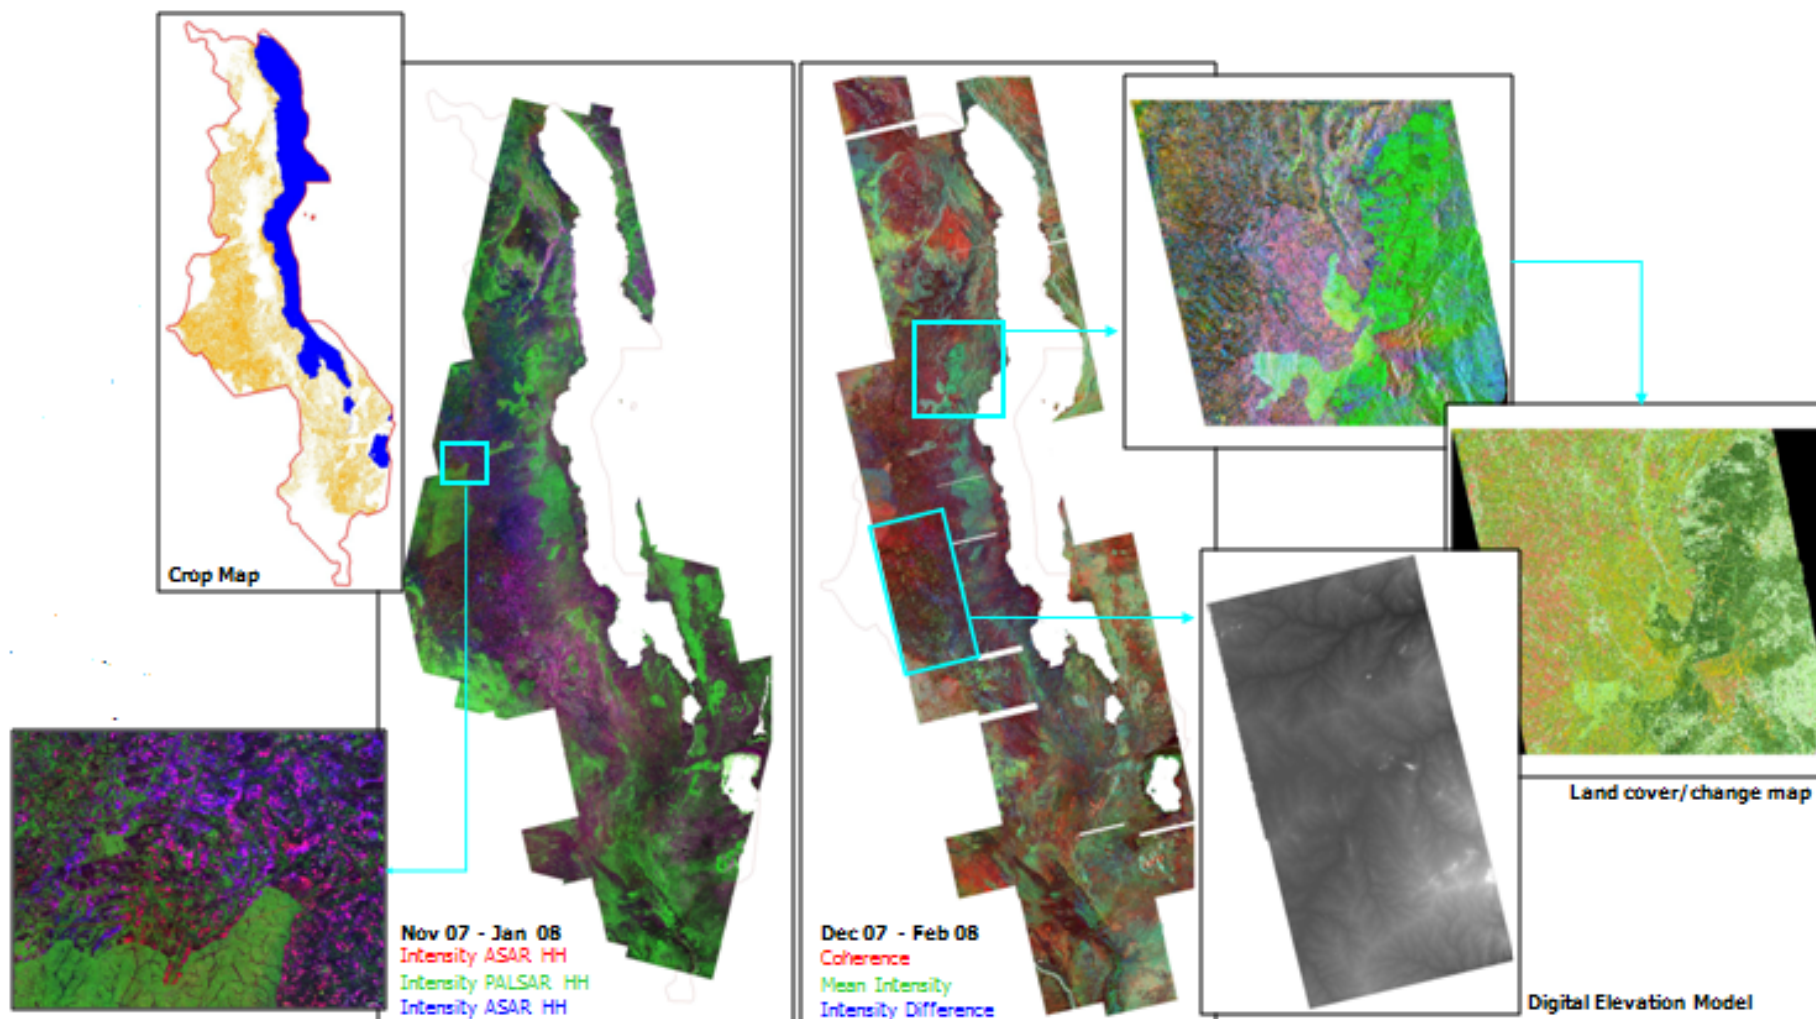 Crop Map
Nov 07 - Jan 08
Intensity ASAR HH
Intensity PALSAR HH
Intensity ASAR HH
Dec 07 - Feb 08
Coherence
Mean Intensity
Intensity Difference
Land cover/change map
Digital Elevation Model